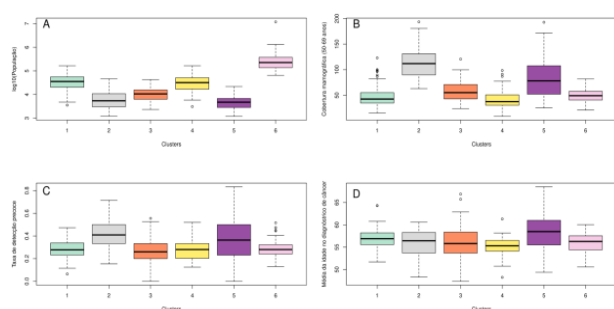 A
log10(População)
7
6
5
4
3
1 2 3 4 5 6
Clusters
B
Cobertura mamográfica (50-69 anos)
200
150
100
50
1 2 3 4 5 6
Clusters
C
Taxa de detecção precoce
0.8
0.6
0.4
0.2
0.0
1 2 3 4 5 6
Clusters
D
Média da idade no diagnóstico de câncer
65
60
55
50
1 2 3 4 5 6
Clusters